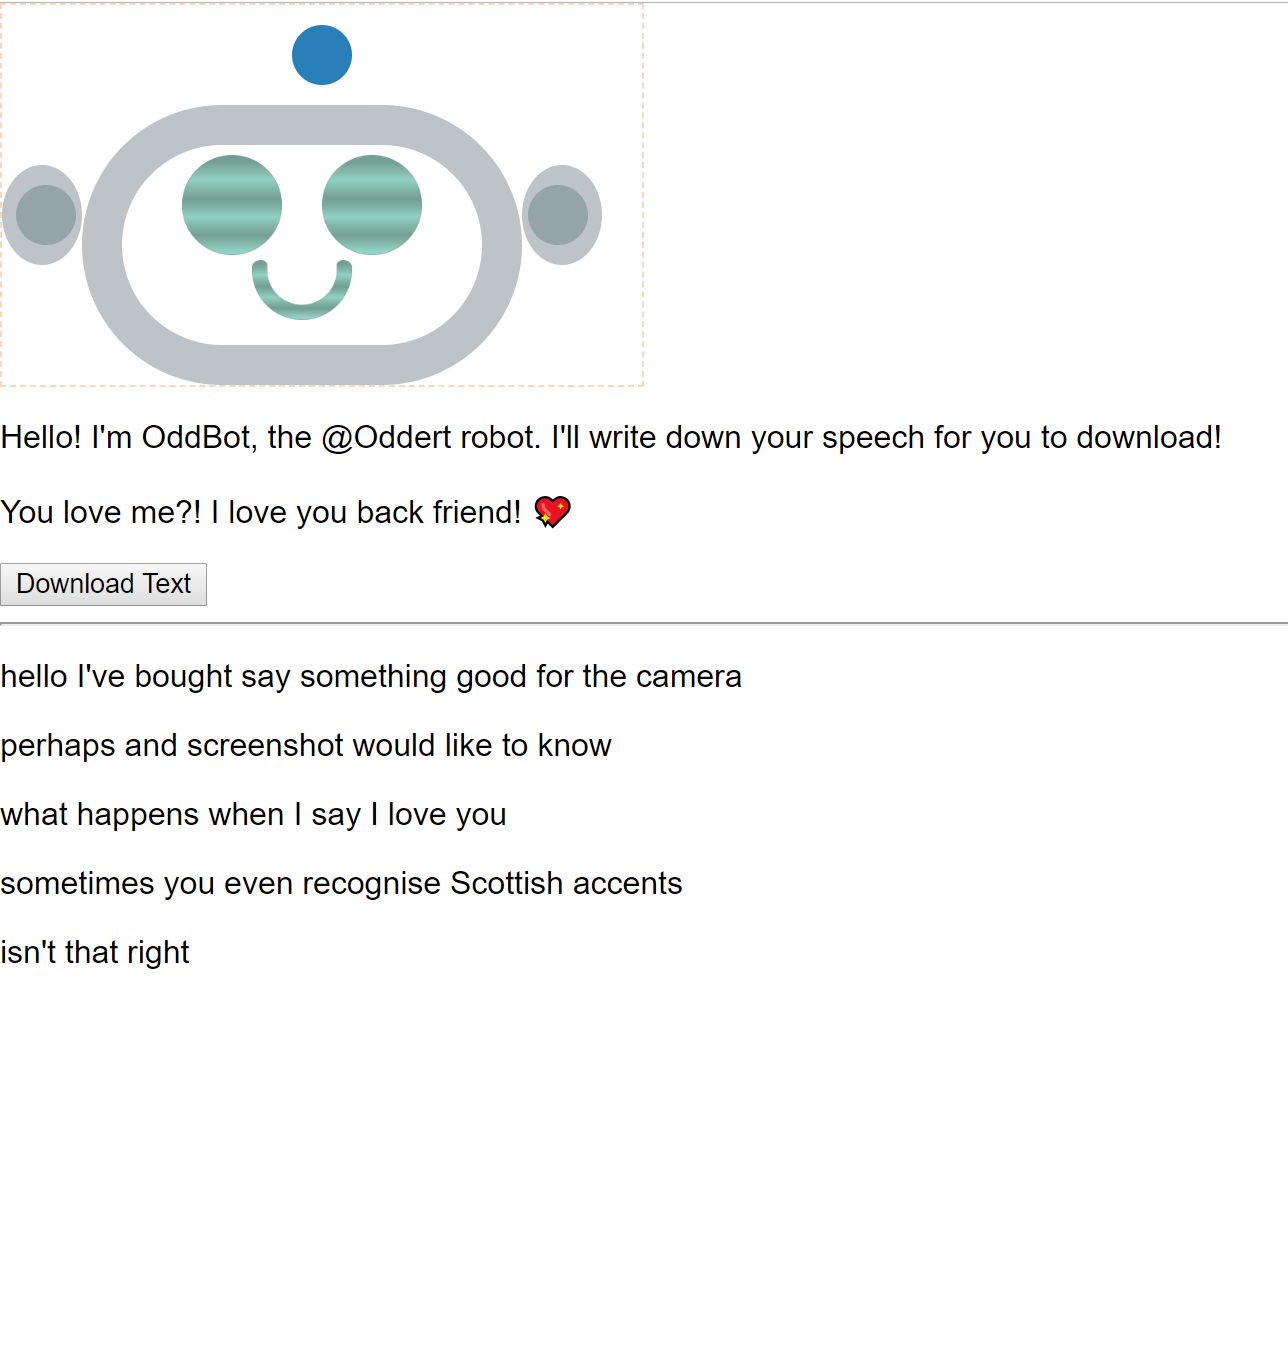 Hello! I'm OddBot, the @Oddert robot. I'll write down your speech for you to download!
You love me?! I love you back friend! 💖
Download Text
hello I've bought say something good for the camera
perhaps and screenshot would like to know
what happens when I say I love you
sometimes you even recognise Scottish accents
isn't that right